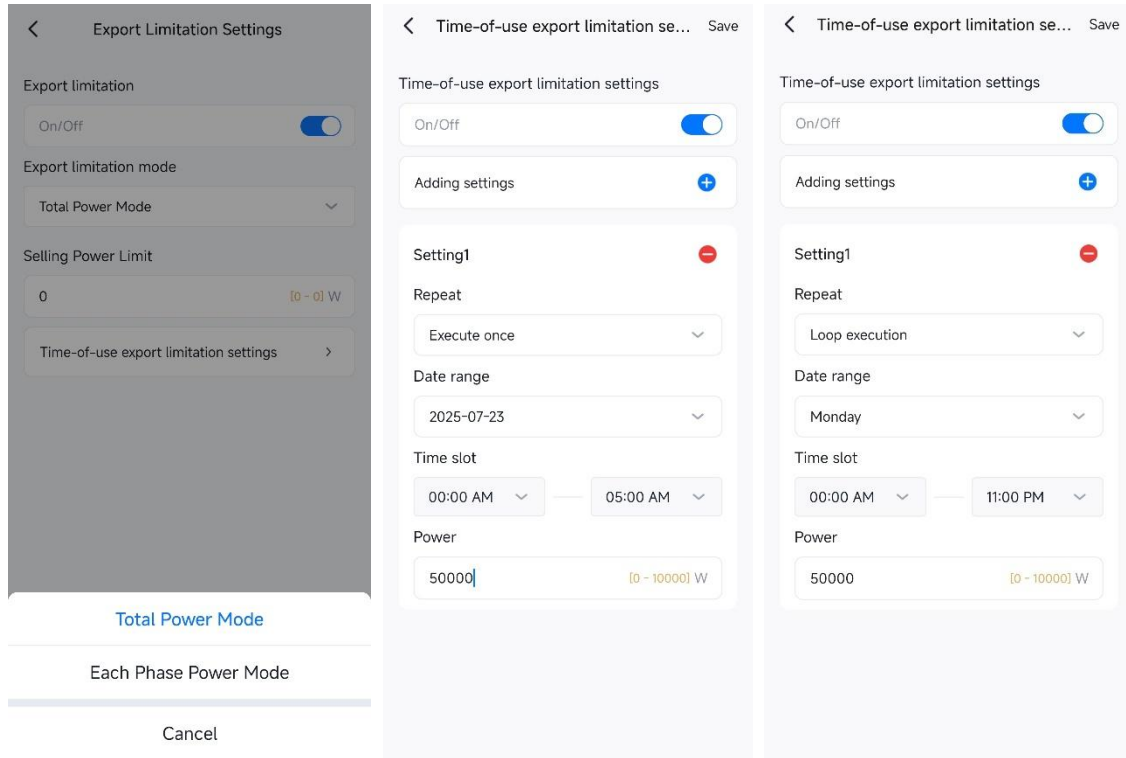 Export Limitation Settings
Export limitation
On/Off
Export limitation mode
Total Power Mode
Selling Power Limit
0 [0 - 0] W
Time-of-use export limitation settings
Total Power Mode
Each Phase Power Mode
Cancel
Time-of-use export limitation se... Save
Time-of-use export limitation settings
On/Off
Adding settings
Setting1
Repeat
Execute once
Date range
2025-07-23
Time slot
00:00 AM 05:00 AM
Power
50000 [0 - 10000] W
Time-of-use export limitation se... Save
Time-of-use export limitation settings
On/Off
Adding settings
Setting1
Repeat
Loop execution
Date range
Monday
Time slot
00:00 AM 11:00 PM
Power
50000 [0 - 10000] W